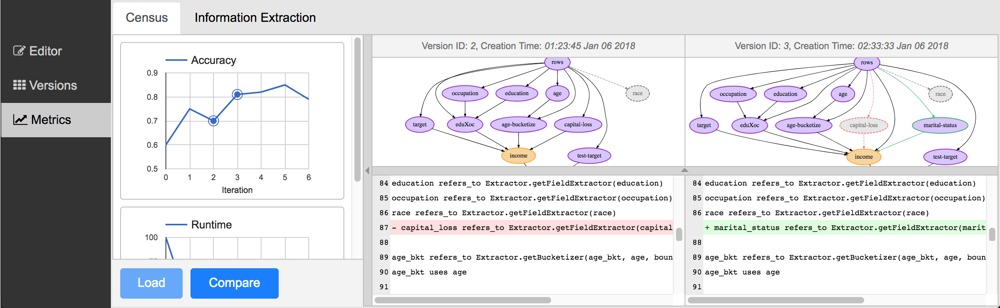 Census
Information Extraction
Editor
Versions
Metrics
Accuracy
0.9
0.8
0.7
0.6
0.5
0 1 2 3 4 5 6
Iteration
Runtime
100
Load
Compare
Version ID: 2, Creation Time: 01:23:45 Jan 06 2018
rows
occupation education age race
target eduXoc age-bucketize capital-loss
income test-target
84 education refers_to Extractor.getFieldExtractor(education)
85 occupation refers_to Extractor.getFieldExtractor(occupation)
86 race refers_to Extractor.getFieldExtractor(race)
87 - capital_loss refers_to Extractor.getFieldExtractor(capital
88
89 age_bkt refers_to Extractor.getBucketizer(age_bkt, age, boun
90 age_bkt uses age
91
Version ID: 3, Creation Time: 02:33:33 Jan 06 2018
rows
occupation education age race
target eduXoc age-bucketize capital-loss marital-status
income test-target
84 education refers_to Extractor.getFieldExtractor(education)
85 occupation refers_to Extractor.getFieldExtractor(occupation)
86 race refers_to Extractor.getFieldExtractor(race)
+ marital_status refers_to Extractor.getFieldExtractor(marit
88
89 age_bkt refers_to Extractor.getBucketizer(age_bkt, age, boun
90 age_bkt uses age
91